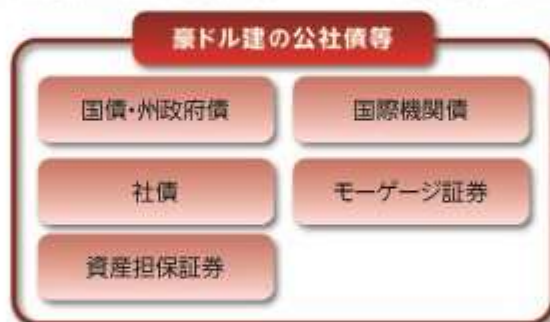 豪ドル建の公社債等
国債・州政府債
国際機関債
社債
モーゲージ証券
資産担保証券